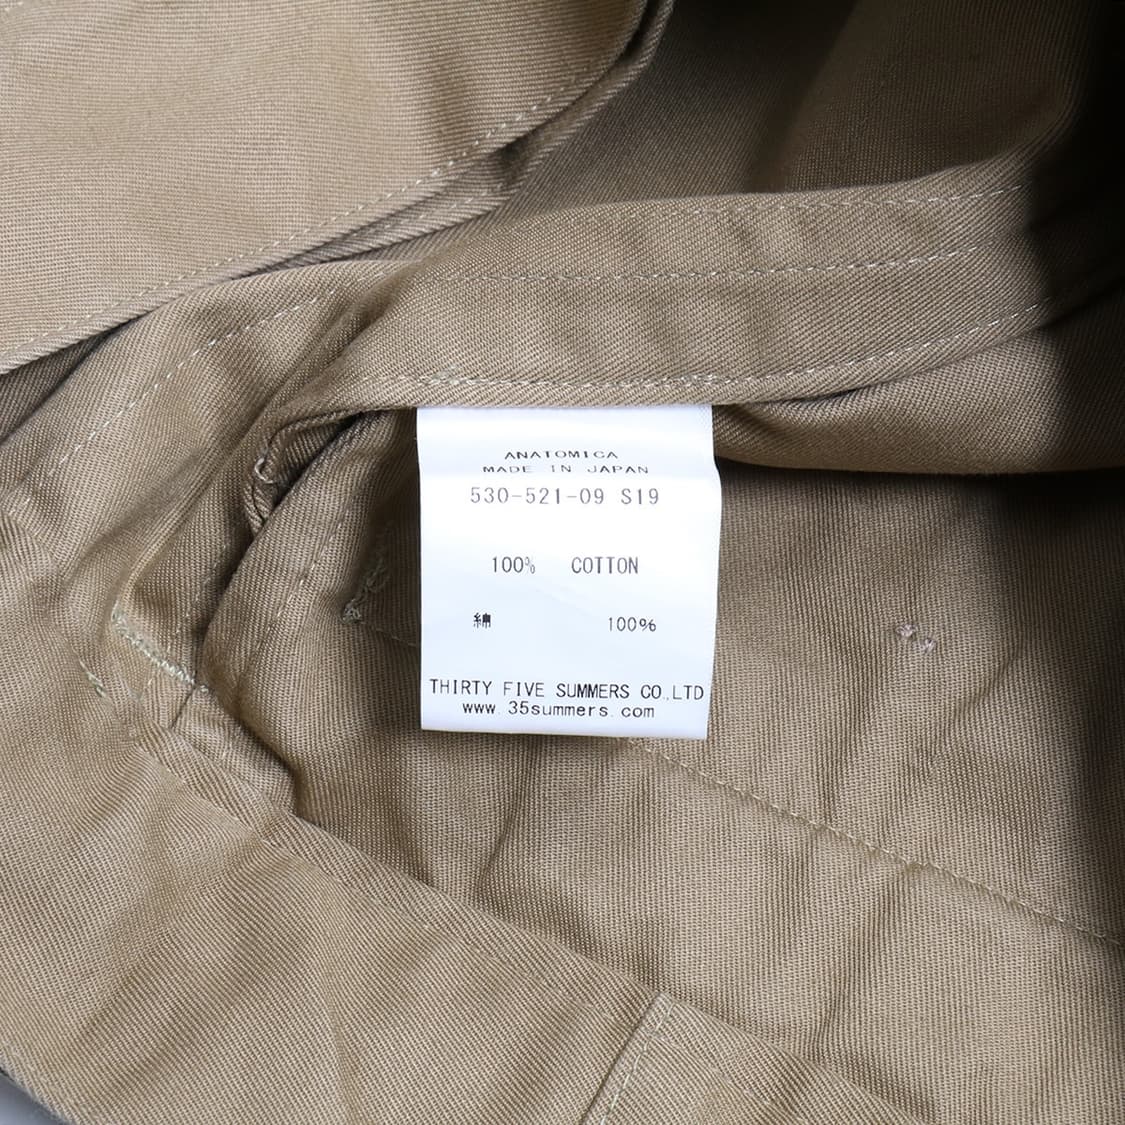 ANATOMICA
MADE IN JAPAN
530-521-09 S19
100% COTTON
綿 100%
THIRTY FIVE SUMMERS CO.,LTD
www.35summers.com